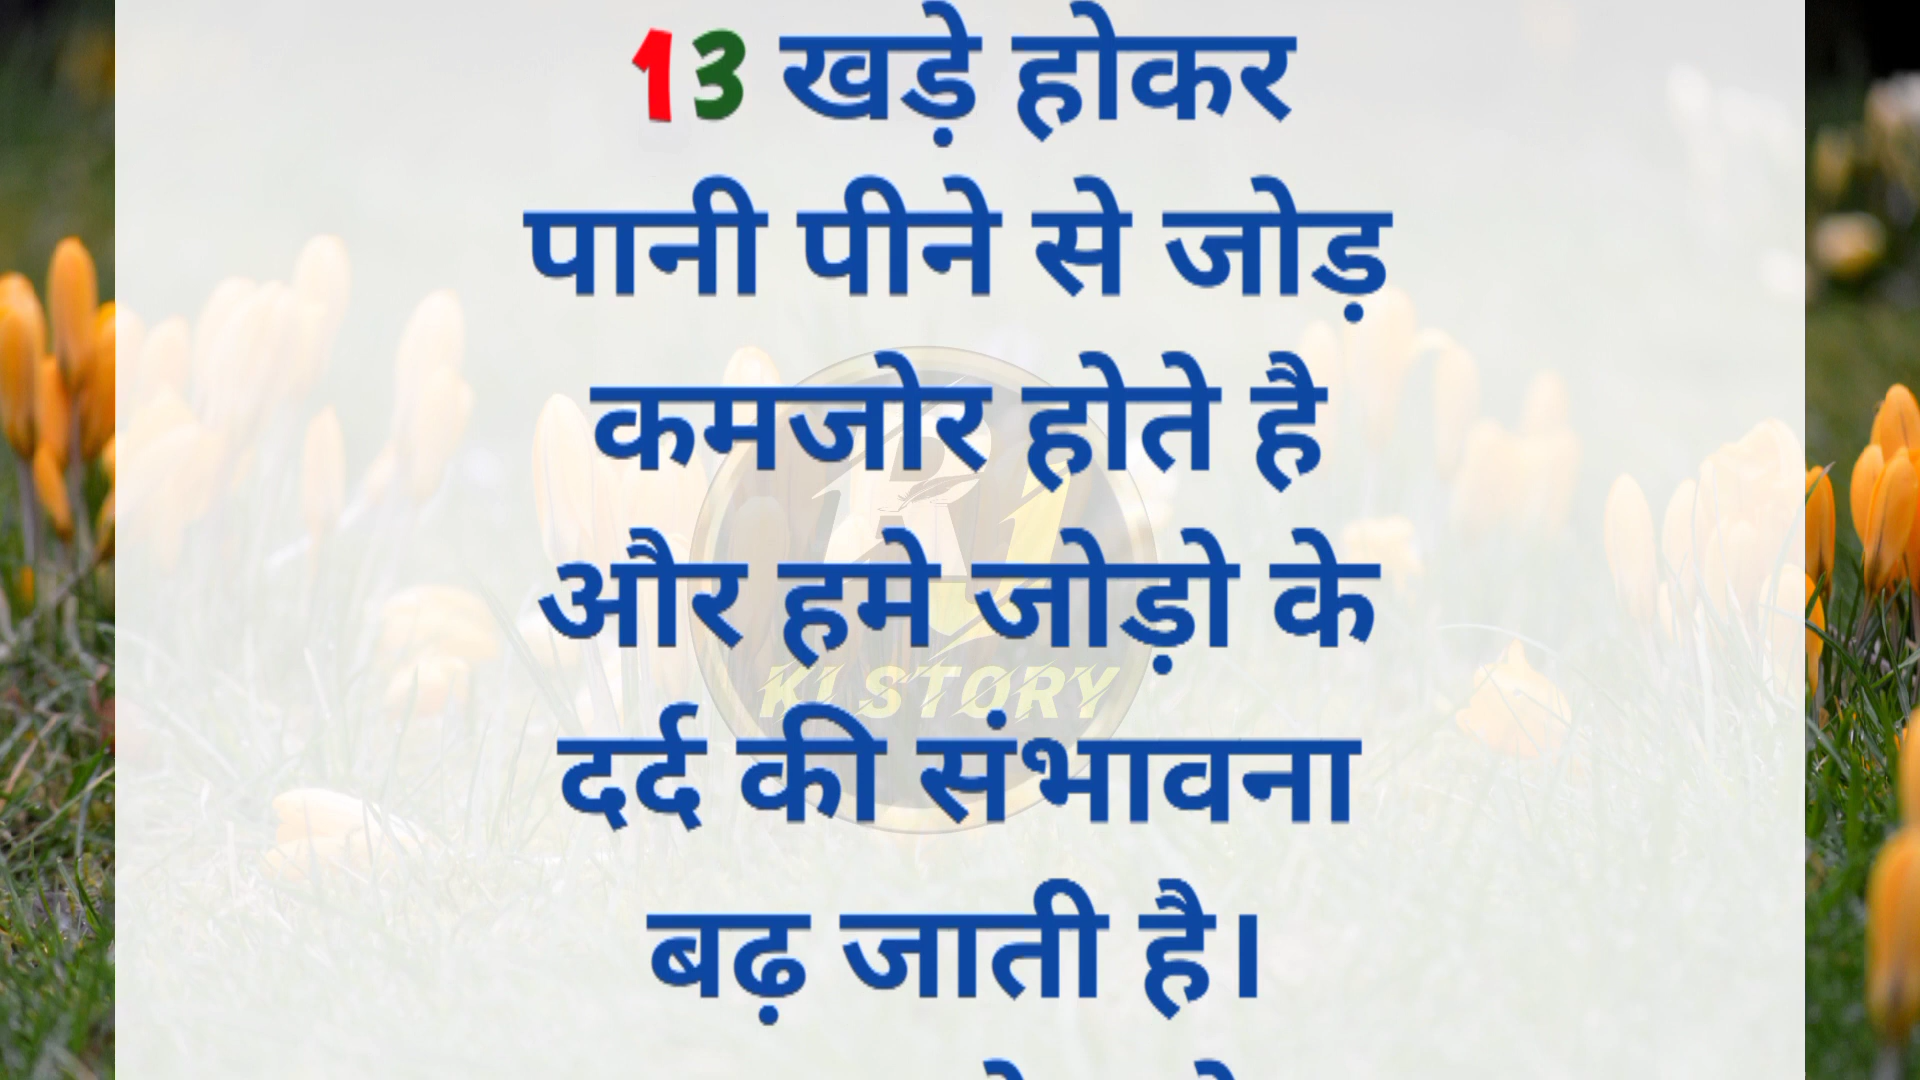 13 खड़े होकर
पानी पीने से जोड़
कमजोर होते है
और हमे जोड़ो के
दर्द की संभावना
बढ़ जाती है।
KI STORY